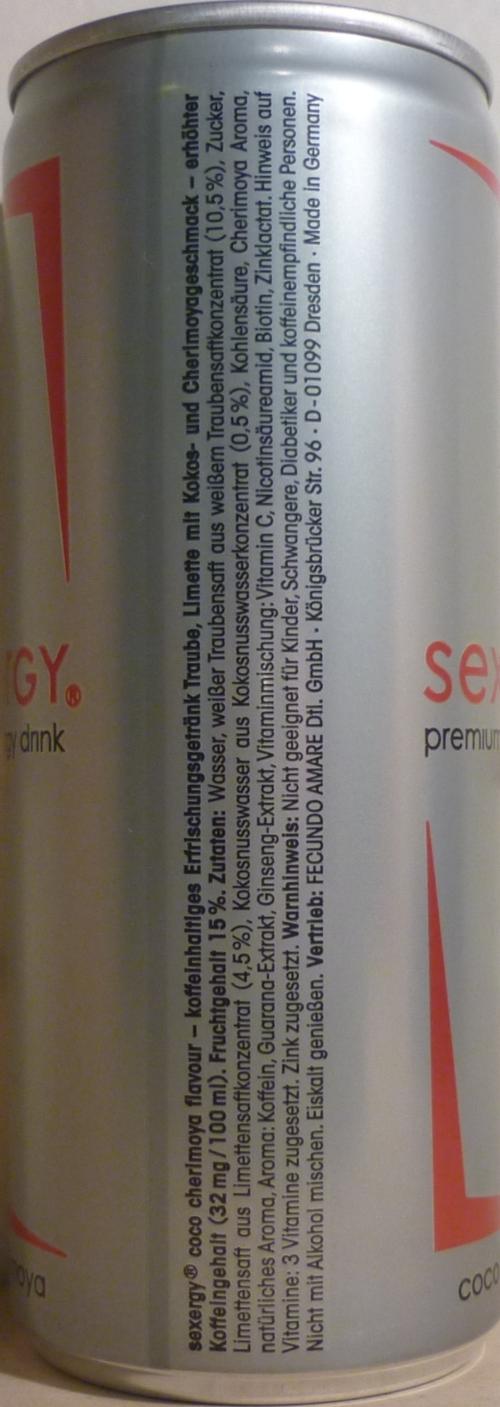 sexergy® coco cherimoya flavour – koffeinhaltiges Erfrischungsgetränk Traube, Limette mit Kokos- und Cherimoyageschmack – erhöhter
Koffeingehalt (32 mg/100 ml). Fruchtgehalt 15%. Zutaten: Wasser, weißer Traubensaft aus weißem Traubensaftkonzentrat (10,5%), Zucker,
Limettensaft aus Limettensaftkonzentrat (4,5%), Kokosnusswasser aus Kokosnusswasserkonzentrat (0,5%), Kohlensäure, Cherimoya Aroma,
natürliches Aroma, Aroma: Koffein, Guarana-Extrakt, Ginseng-Extrakt, Vitaminmischung: Vitamin C, Nicotinsäureamid, Biotin, Zinklactat. Hinweis auf
Vitamine: 3 Vitamine zugesetzt. Zink zugesetzt. Warnhinweis: Nicht geeignet für Kinder, Schwangere, Diabetiker und koffeinempfindliche Personen.
Nicht mit Alkohol mischen. Eiskalt genießen. Vertrieb: FECUNDO AMARE Dtl. GmbH · Königsbrücker Str. 96 · D-01099 Dresden · Made in Germany
RGY®
gy drink
moya
sex
premium
coco